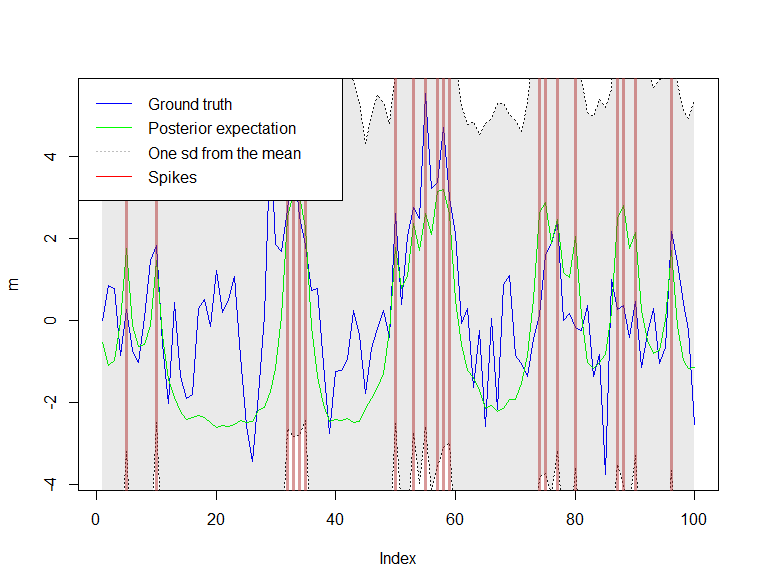 Ground truth
Posterior expectation
One sd from the mean
Spikes
m
4
2
0
-2
-4
0 20 40 60 80 100
Index